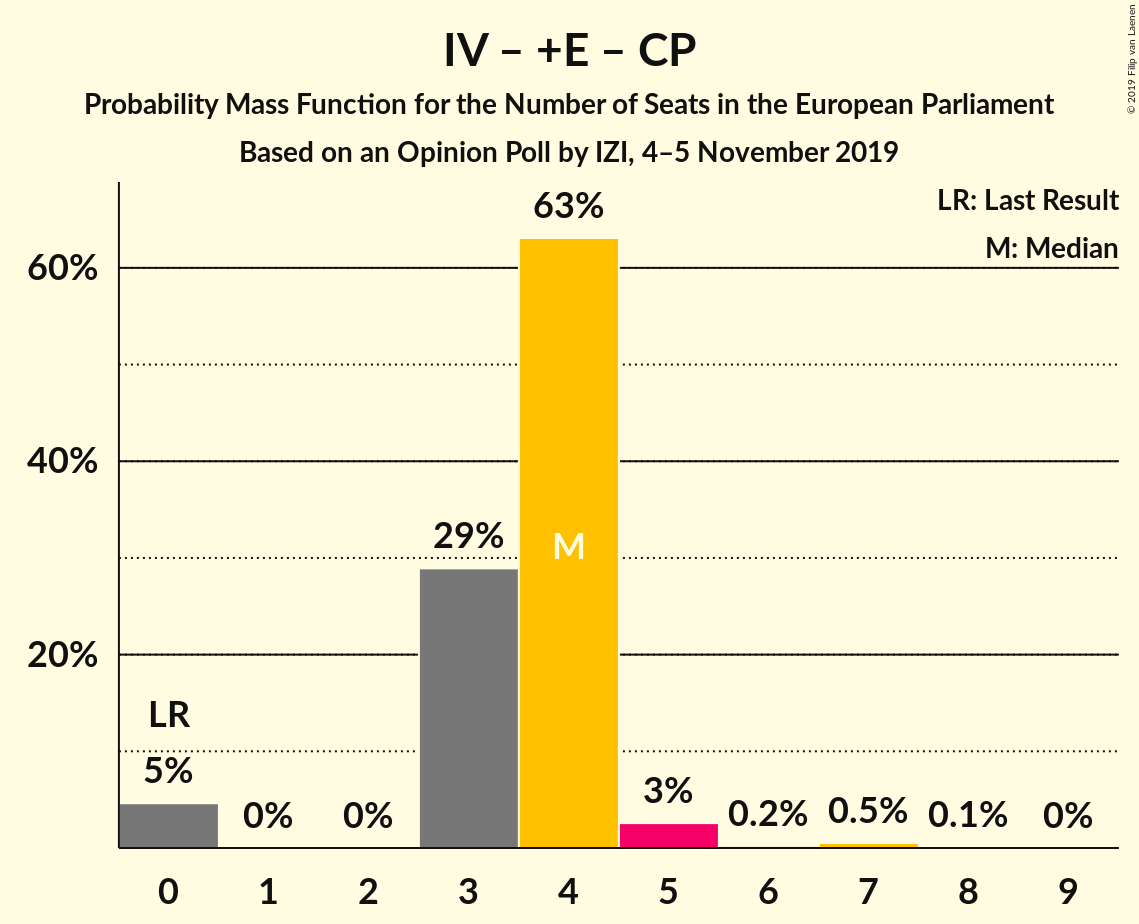 IV – +E – CP
Probability Mass Function for the Number of Seats in the European Parliament
Based on an Opinion Poll by IZI, 4–5 November 2019
© 2019 Filip van Laenen
LR: Last Result
M: Median
63%
60%
40%
29%
M
20%
LR
5%
0%
0%
3%
0.2%
0.5%
0.1%
0%
0 1 2 3 4 5 6 7 8 9